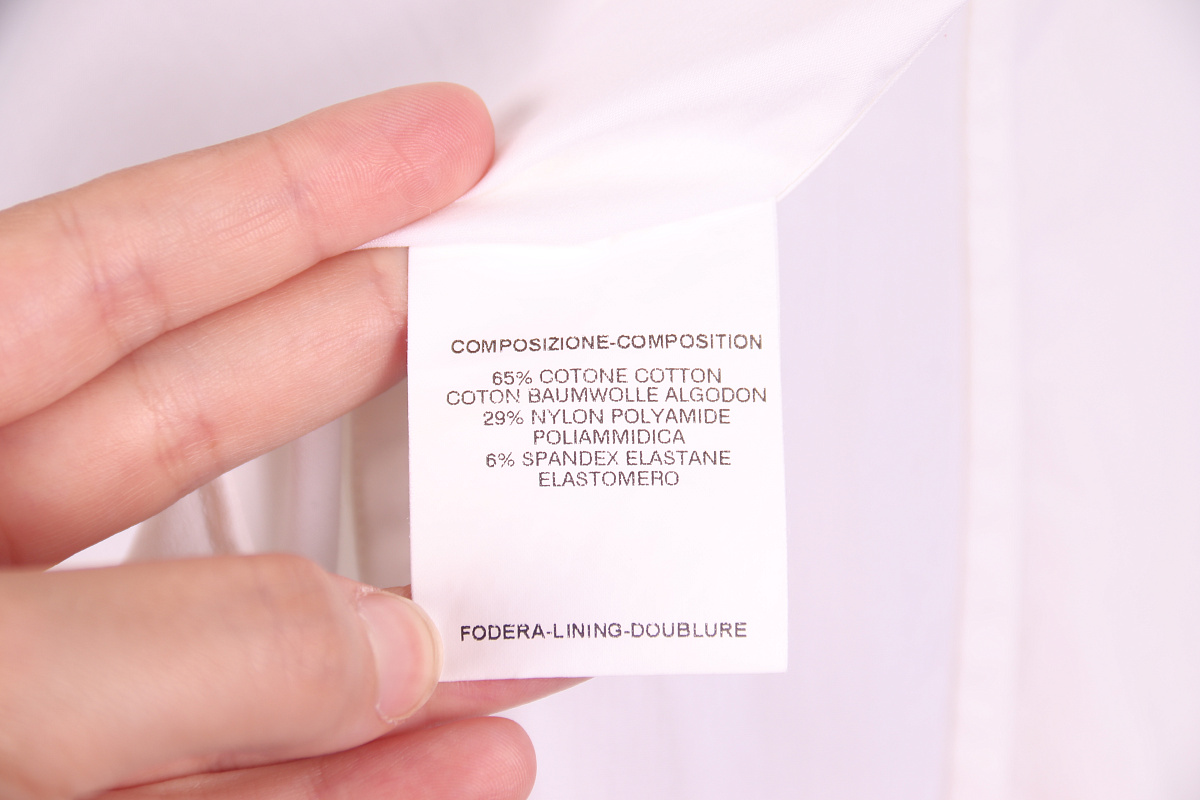 COMPOSIZIONE-COMPOSITION
65% COTONE COTTON
COTON BAUMWOLLE ALGODON
29% NYLON POLYAMIDE
POLIAMMIDICA
6% SPANDEX ELASTANE
ELASTOMERO
FODERA-LINING-DOUBLURE